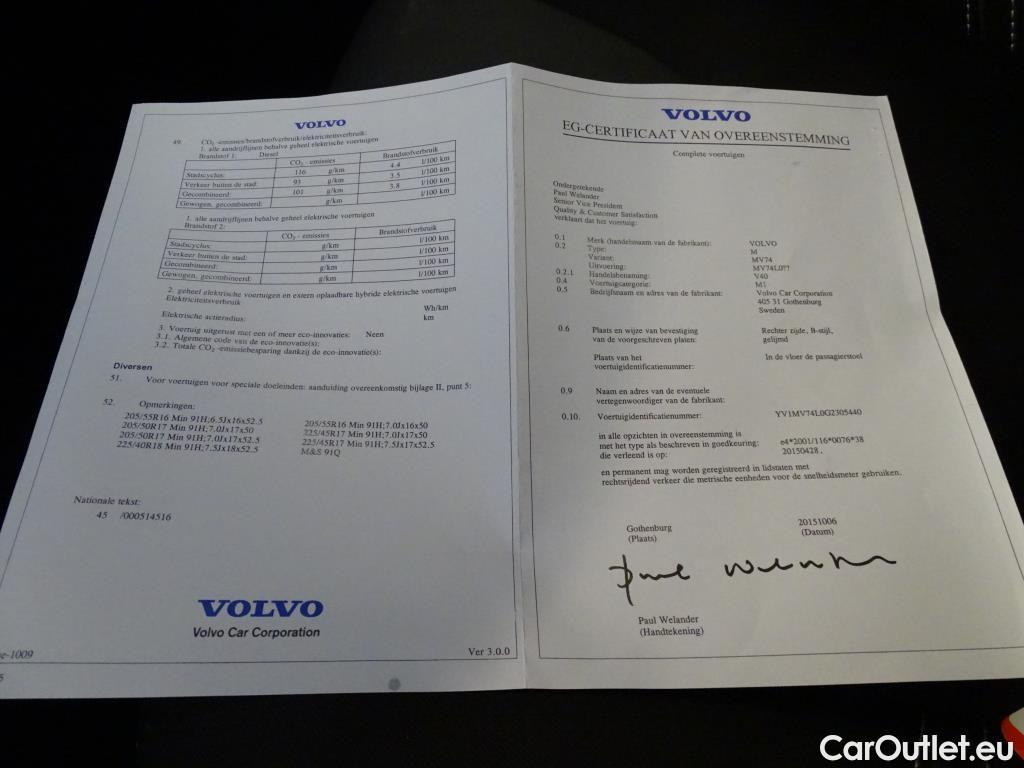 VOLVO
49. CO2 -emissies/brandstofverbruik/elektriciteitsverbruik:
1. alle aandrijflijnen behalve geheel elektrische voertuigen
Brandstof 1: Diesel
CO2 - emissies Brandstofverbruik
Stadscyclus: 116 g/km 4.4 l/100 km
Verkeer buiten de stad: 93 g/km 3.5 l/100 km
Gecombineerd: 101 g/km 3.8 l/100 km
Gewogen, gecombineerd: g/km l/100 km
1. alle aandrijflijnen behalve geheel elektrische voertuigen
Brandstof 2:
CO2 - emissies Brandstofverbruik
Stadscyclus: g/km l/100 km
Verkeer buiten de stad: g/km l/100 km
Gecombineerd: g/km l/100 km
Gewogen, gecombineerd: g/km l/100 km
2. geheel elektrische voertuigen en extern oplaadbare hybride elektrische voertuigen
Elektriciteitsverbruik Wh/km
Elektrische actieradius: km
3. Voertuig uitgerust met een of meer eco-innovaties: Neen
3.1. Algemene code van de eco-innovatie(s):
3.2. Totale CO2 -emissiebesparing dankzij de eco-innovatie(s):
Diversen
51. Voor voertuigen voor speciale doeleinden: aanduiding overeenkomstig bijlage II, punt 5:
52. Opmerkingen:
205/55R16 Min 91H;6.5Jx16x52.5 205/55R16 Min 91H;7.0Jx16x50
205/50R17 Min 91H;7.0Jx17x50 225/45R17 Min 91H;7.0Jx17x50
205/50R17 Min 91H;7.0Jx17x52.5 225/45R17 Min 91H;7.5Jx17x52.5
225/40R18 Min 91H;7.5Jx18x52.5 M&S 91Q
Nationale tekst:
45 /000514516
VOLVO
Volvo Car Corporation
-1009
Ver 3.0.0
5
VOLVO
EG-CERTIFICAAT VAN OVEREENSTEMMING
Complete voertuigen
Ondergetekende
Paul Welander
Senior Vice President
Quality & Customer Satisfaction
verklaart dat het voertuig:
0.1 Merk (handelsnaam van de fabrikant): VOLVO
0.2 Type: M
Variant: MV74
Uitvoering: MV74L0??
0.2.1 Handelsbenaming: V40
0.4 Voertuigcategorie: M1
0.5 Bedrijfsnaam en adres van de fabrikant: Volvo Car Corporation
405 31 Gothenburg
Sweden
0.6 Plaats en wijze van bevestiging Rechter zijde, B-stijl,
van de voorgeschreven platen: gelijmd
Plaats van het In de vloer de passagierstoel
voertuigidentificatienummer:
0.9 Naam en adres van de eventuele
vertegenwoordiger van de fabrikant:
0.10. Voertuigidentificatienummer: YV1MV74L0G2305440
in alle opzichten in overeenstemming is
met het type als beschreven in goedkeuring: e4*2001/116*0076*38
die verleend is op: 20150428 ,
en permanent mag worden geregistreerd in lidstaten met
rechtsrijdend verkeer die metrische eenheden voor de snelheidsmeter gebruiken.
Gothenburg 20151006
(Plaats) (Datum)
Paul Welander
Paul Welander
(Handtekening)
CarOutlet.eu